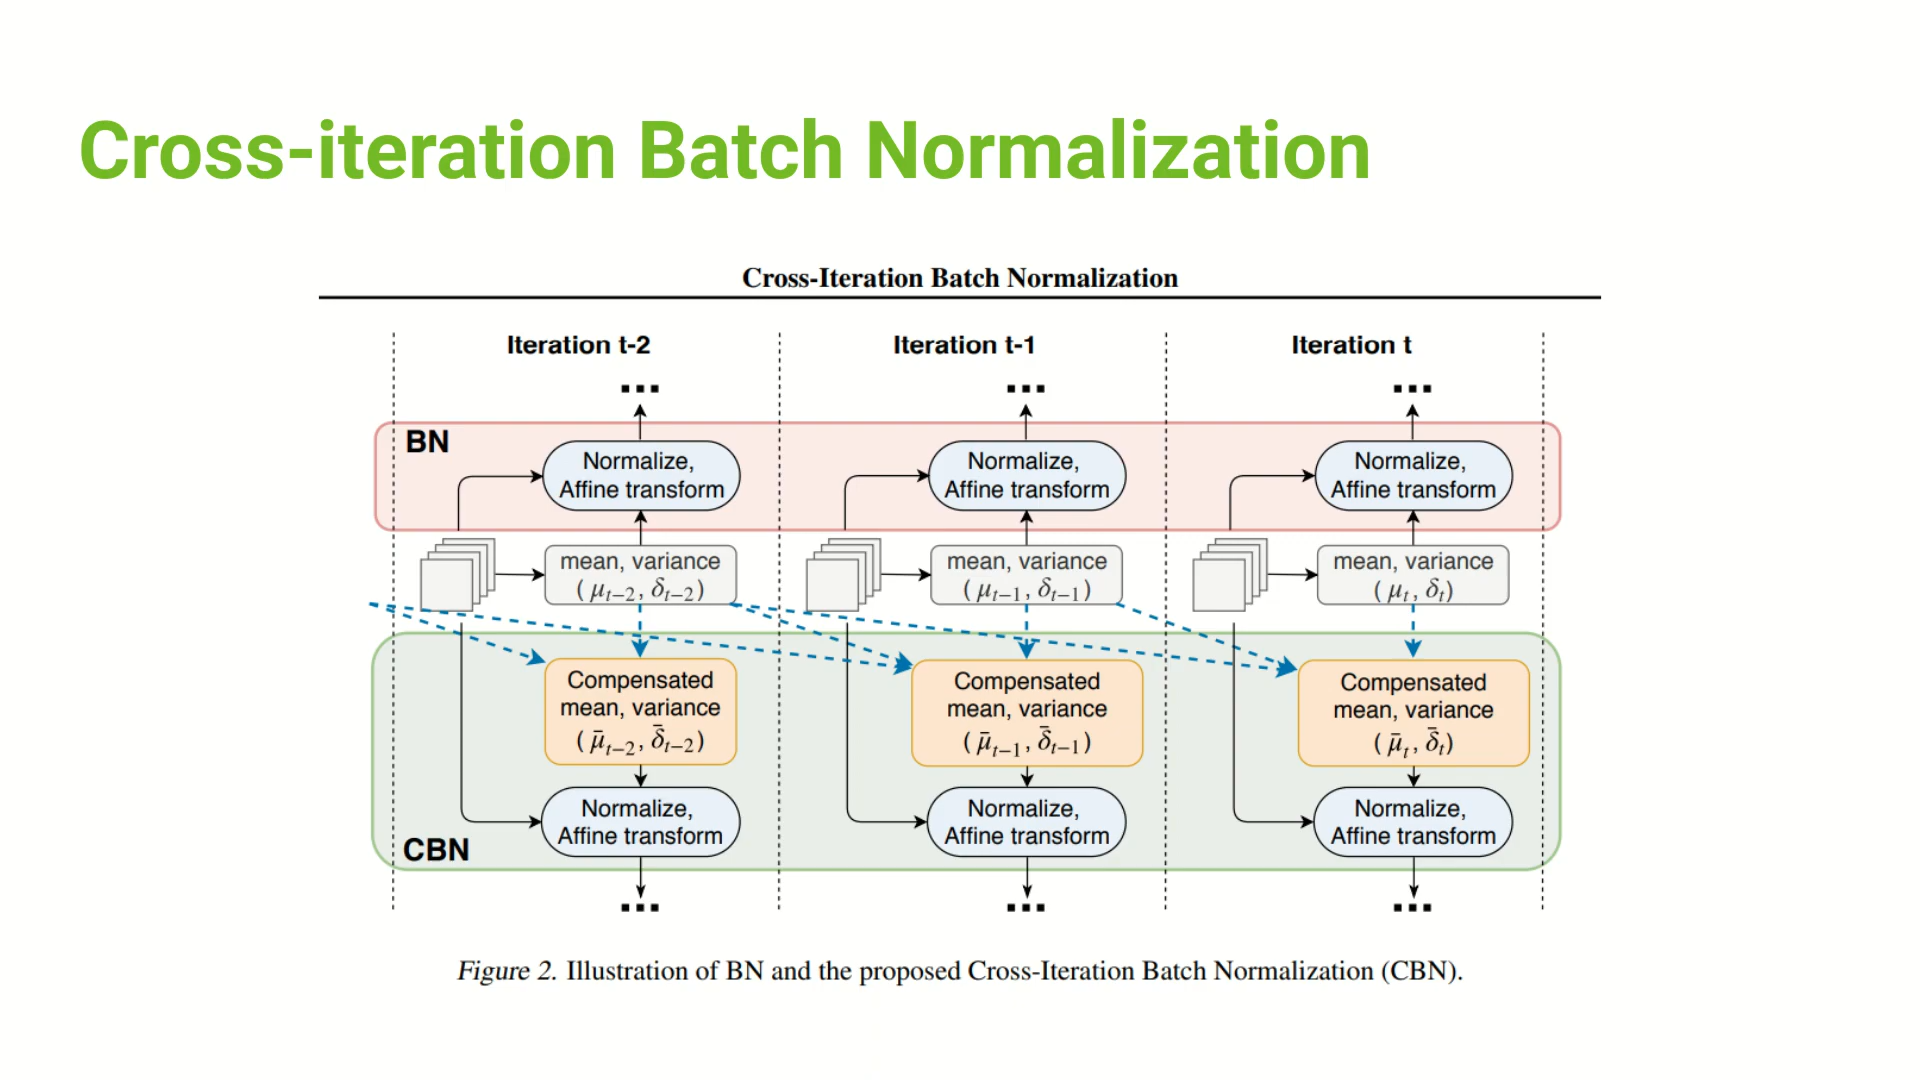 Cross-iteration Batch Normalization
Cross-Iteration Batch Normalization
Iteration t-2
Iteration t-1
Iteration t
...
...
...
BN
Normalize,
Affine transform
Normalize,
Affine transform
Normalize,
Affine transform
mean, variance
( μt−2, δt−2)
mean, variance
( μt−1, δt−1)
mean, variance
( μt, δt)
Compensated
mean, variance
( μ̄t−2, δ̄t−2)
Compensated
mean, variance
( μ̄t−1, δ̄t−1)
Compensated
mean, variance
( μ̄t, δ̄t)
Normalize,
Affine transform
Normalize,
Affine transform
Normalize,
Affine transform
CBN
...
...
...
Figure 2. Illustration of BN and the proposed Cross-Iteration Batch Normalization (CBN).